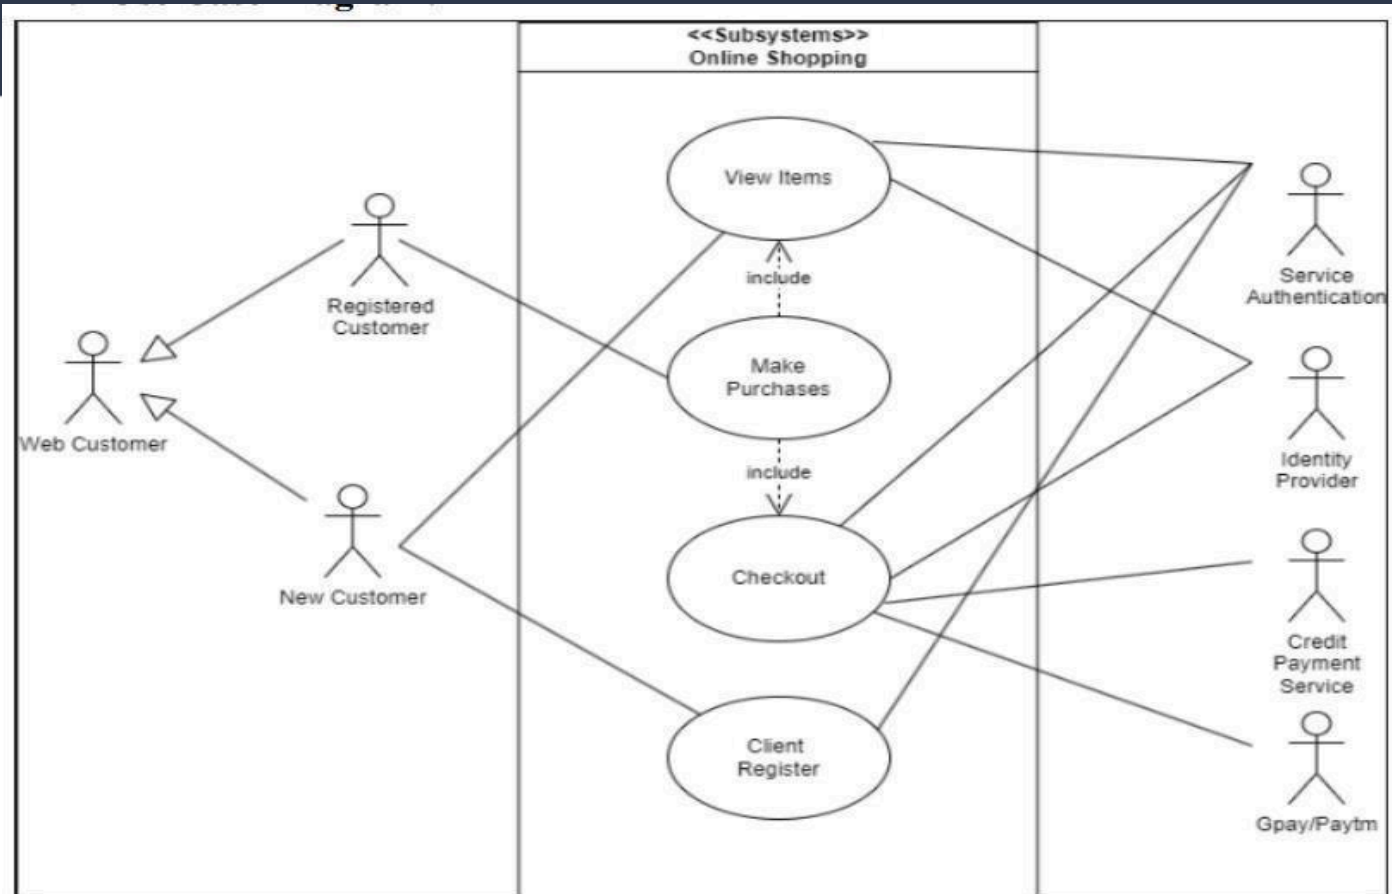 <<Subsystems>>
Online Shopping
View Items
include
Make
Purchases
include
Checkout
Client
Register
Registered
Customer
Web Customer
New Customer
Service
Authentication
Identity
Provider
Credit
Payment
Service
Gpay/Paytm